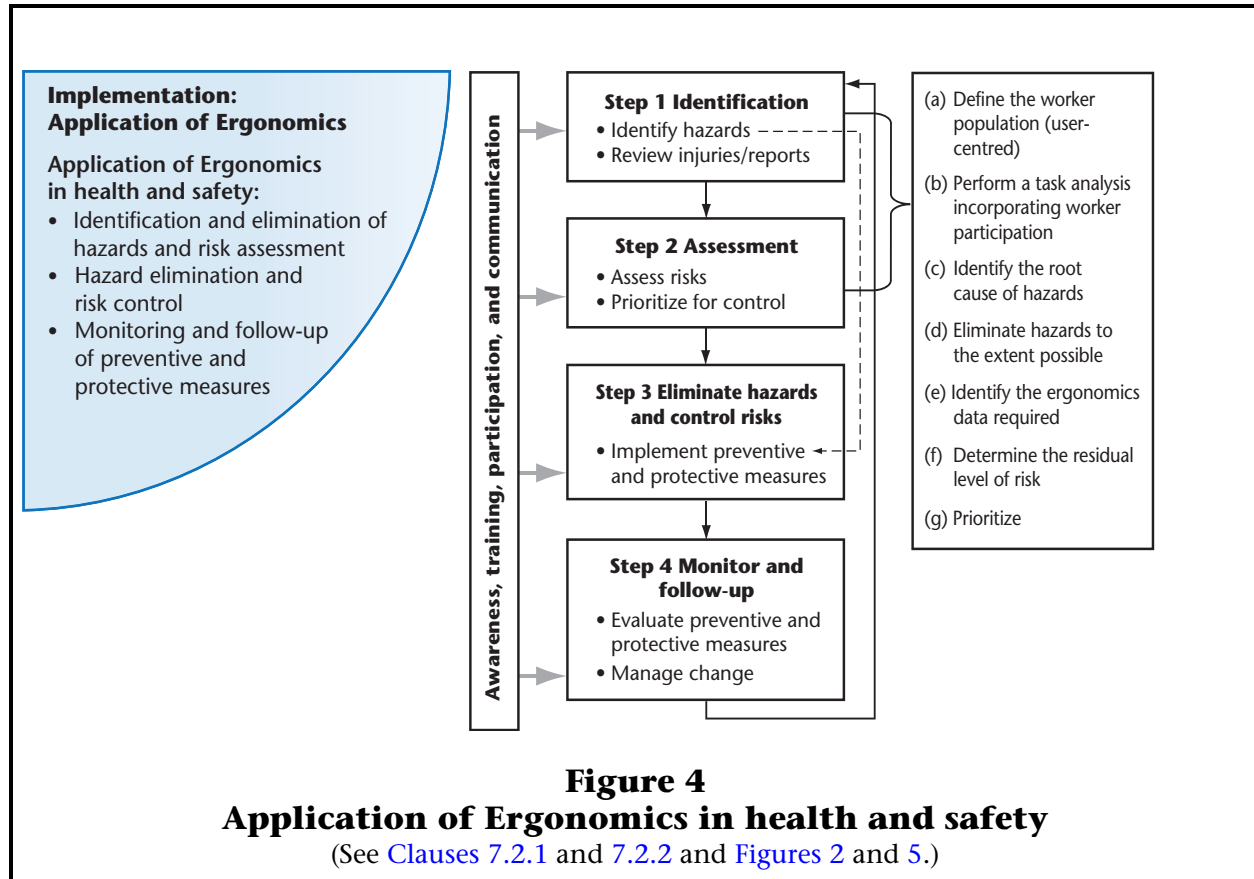 Implementation:
Application of Ergonomics
Application of Ergonomics
in health and safety:
• Identification and elimination of
hazards and risk assessment
• Hazard elimination and
risk control
• Monitoring and follow-up
of preventive and
protective measures
Awareness, training, participation, and communication
Step 1 Identification
• Identify hazards
• Review injuries/reports
Step 2 Assessment
• Assess risks
• Prioritize for control
Step 3 Eliminate hazards
and control risks
• Implement preventive
and protective measures
Step 4 Monitor and
follow-up
• Evaluate preventive and
protective measures
• Manage change
(a) Define the worker
population (user-
centred)
(b) Perform a task analysis
incorporating worker
participation
(c) Identify the root
cause of hazards
(d) Eliminate hazards to
the extent possible
(e) Identify the ergonomics
data required
(f) Determine the residual
level of risk
(g) Prioritize
Figure 4
Application of Ergonomics in health and safety
(See Clauses 7.2.1 and 7.2.2 and Figures 2 and 5.)